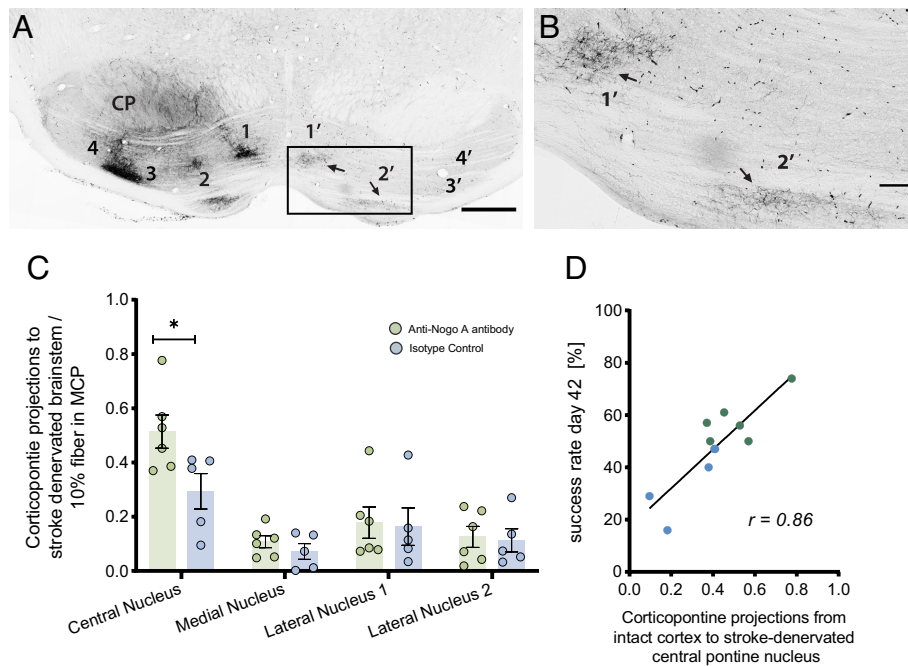 A
CP
1
4
3
2
1′
2′
4′
3′
B
1′
2′
C
Corticopontie projections to
stroke denervated brainstem /
10% fiber in MCP
1.0
0.8
0.6
0.4
0.2
0.0
*
Anti-Nogo A antibody
Isotype Control
Central Nucleus
Medial Nucleus
Lateral Nucleus 1
Lateral Nucleus 2
D
success rate day 42 [%]
100
80
60
40
20
0
r = 0.86
0.0 0.2 0.4 0.6 0.8 1.0
Corticopontine projections from
intact cortex to stroke-denervated
central pontine nucleus